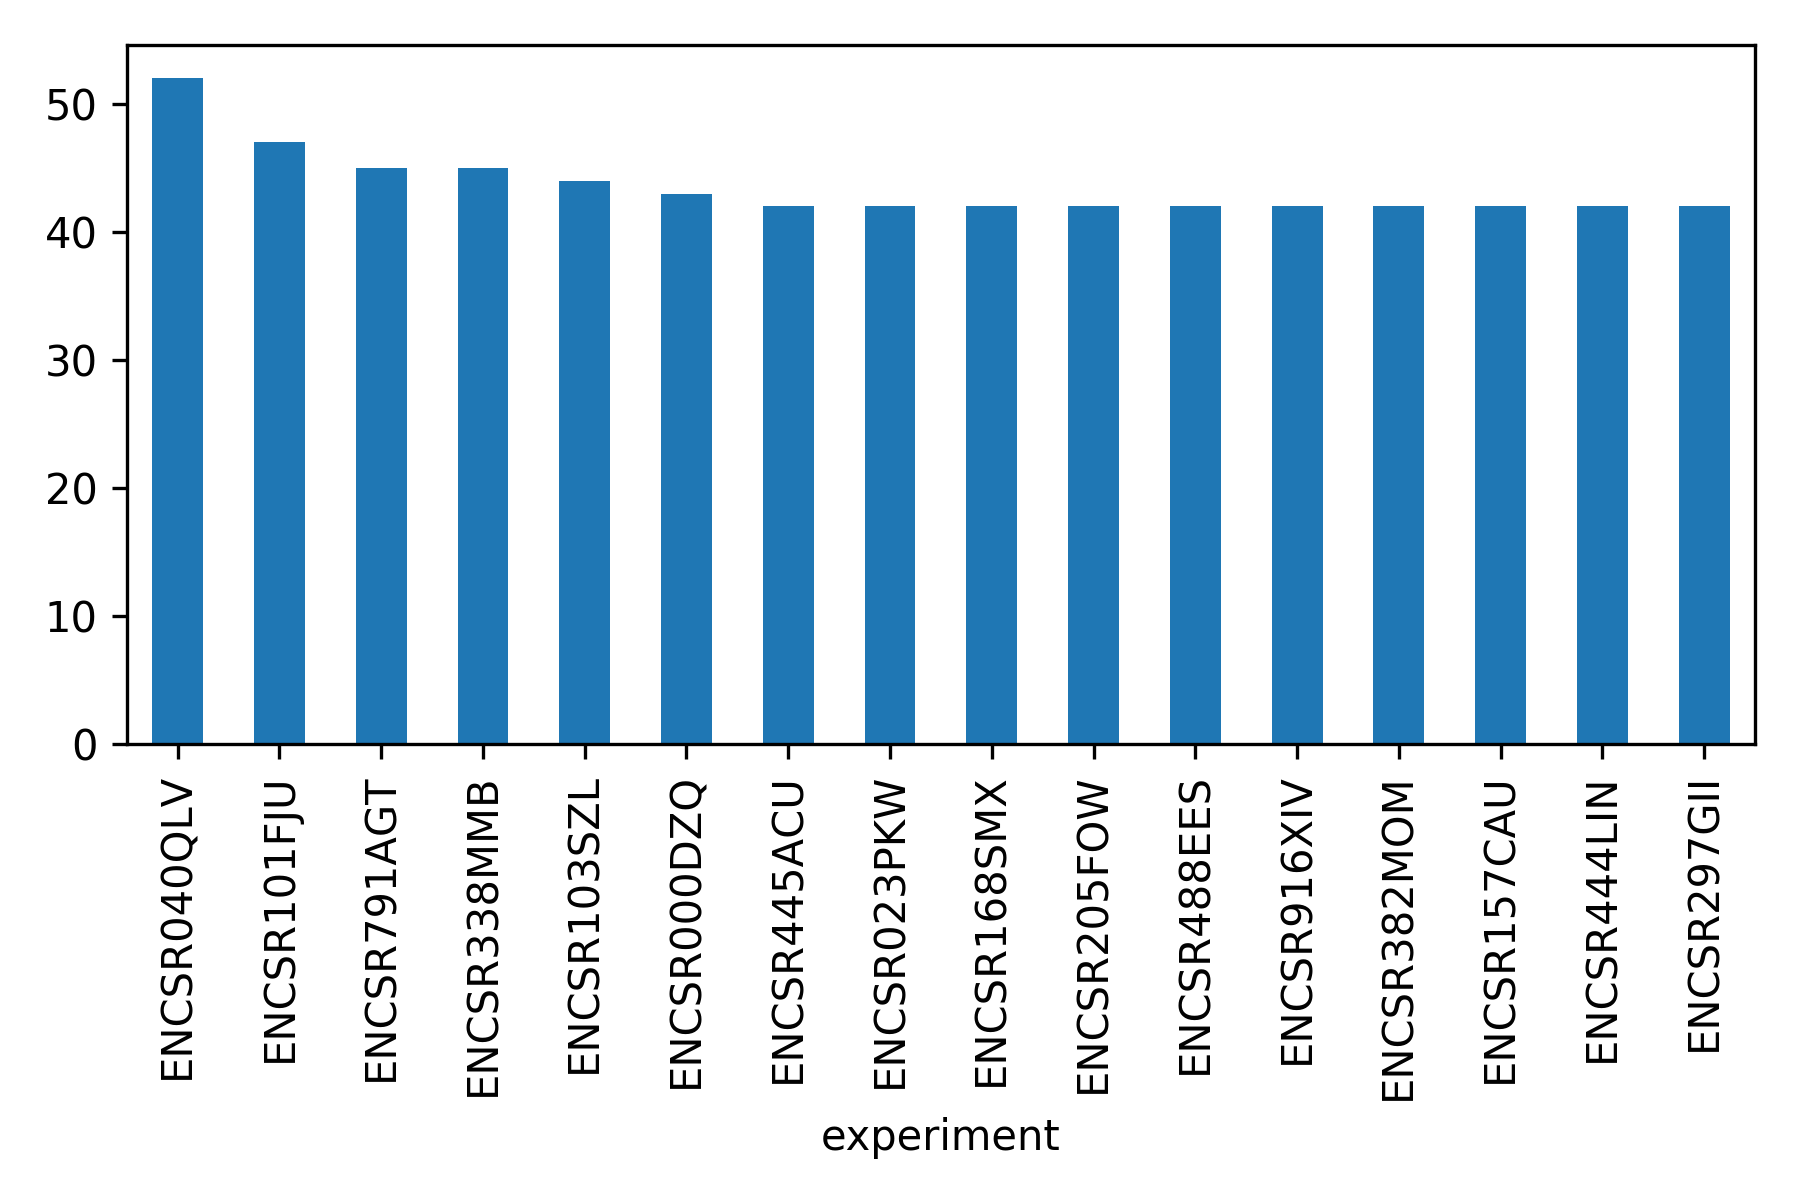 50
40
30
20
10
0
ENCSR040QLV
ENCSR101FJU
ENCSR791AGT
ENCSR338MMB
ENCSR103SZL
ENCSR000DZQ
ENCSR445ACU
ENCSR023PKW
ENCSR168SMX
ENCSR205FOW
ENCSR488EES
ENCSR916XIV
ENCSR382MOM
ENCSR157CAU
ENCSR444LIN
ENCSR297GII
experiment